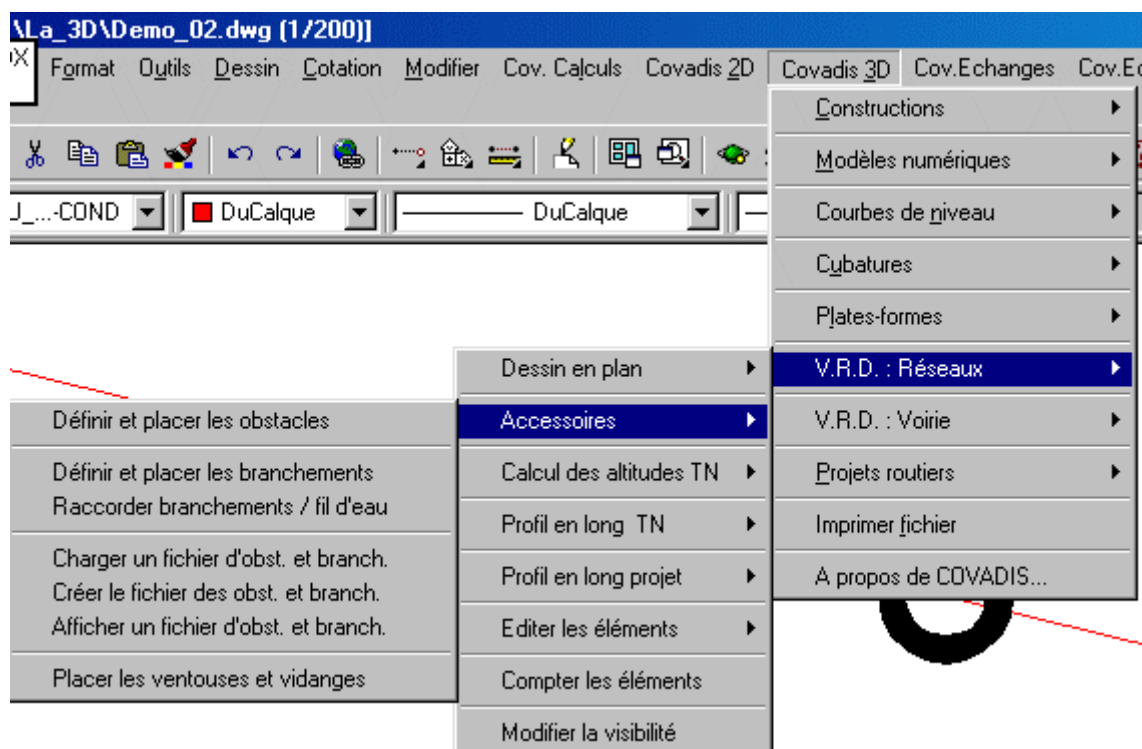 \La_3D\Demo_02.dwg (1/200)]
Format Outils Dessin Cotation Modifier Cov. Calculs Covadis 2D Covadis 3D Cov.Echanges
...-COND DuCalque DuCalque
Constructions
Modèles numériques
Courbes de niveau
Cubatures
Plates-formes
V.R.D. : Réseaux
V.R.D. : Voirie
Projets routiers
Imprimer fichier
A propos de COVADIS...
Dessin en plan
Accessoires
Calcul des altitudes TN
Profil en long TN
Profil en long projet
Editer les éléments
Compter les éléments
Modifier la visibilité
Définir et placer les obstacles
Définir et placer les branchements
Raccorder branchements / fil d'eau
Charger un fichier d'obst. et branch.
Créer le fichier des obst. et branch.
Afficher un fichier d'obst. et branch.
Placer les ventouses et vidanges